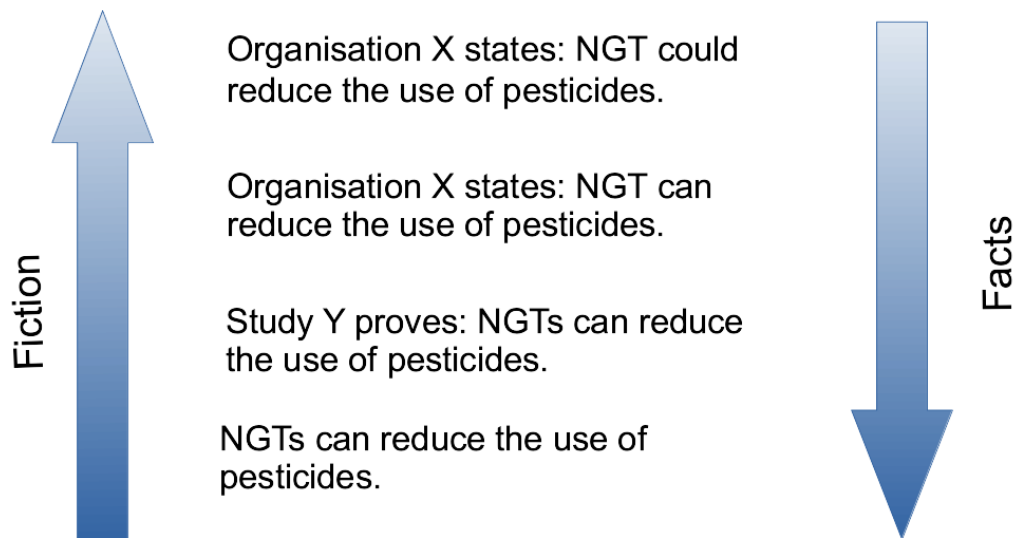 Organisation X states: NGT could
reduce the use of pesticides.
Organisation X states: NGT can
reduce the use of pesticides.
Fiction
Facts
Study Y proves: NGTs can reduce
the use of pesticides.
NGTs can reduce the use of
pesticides.